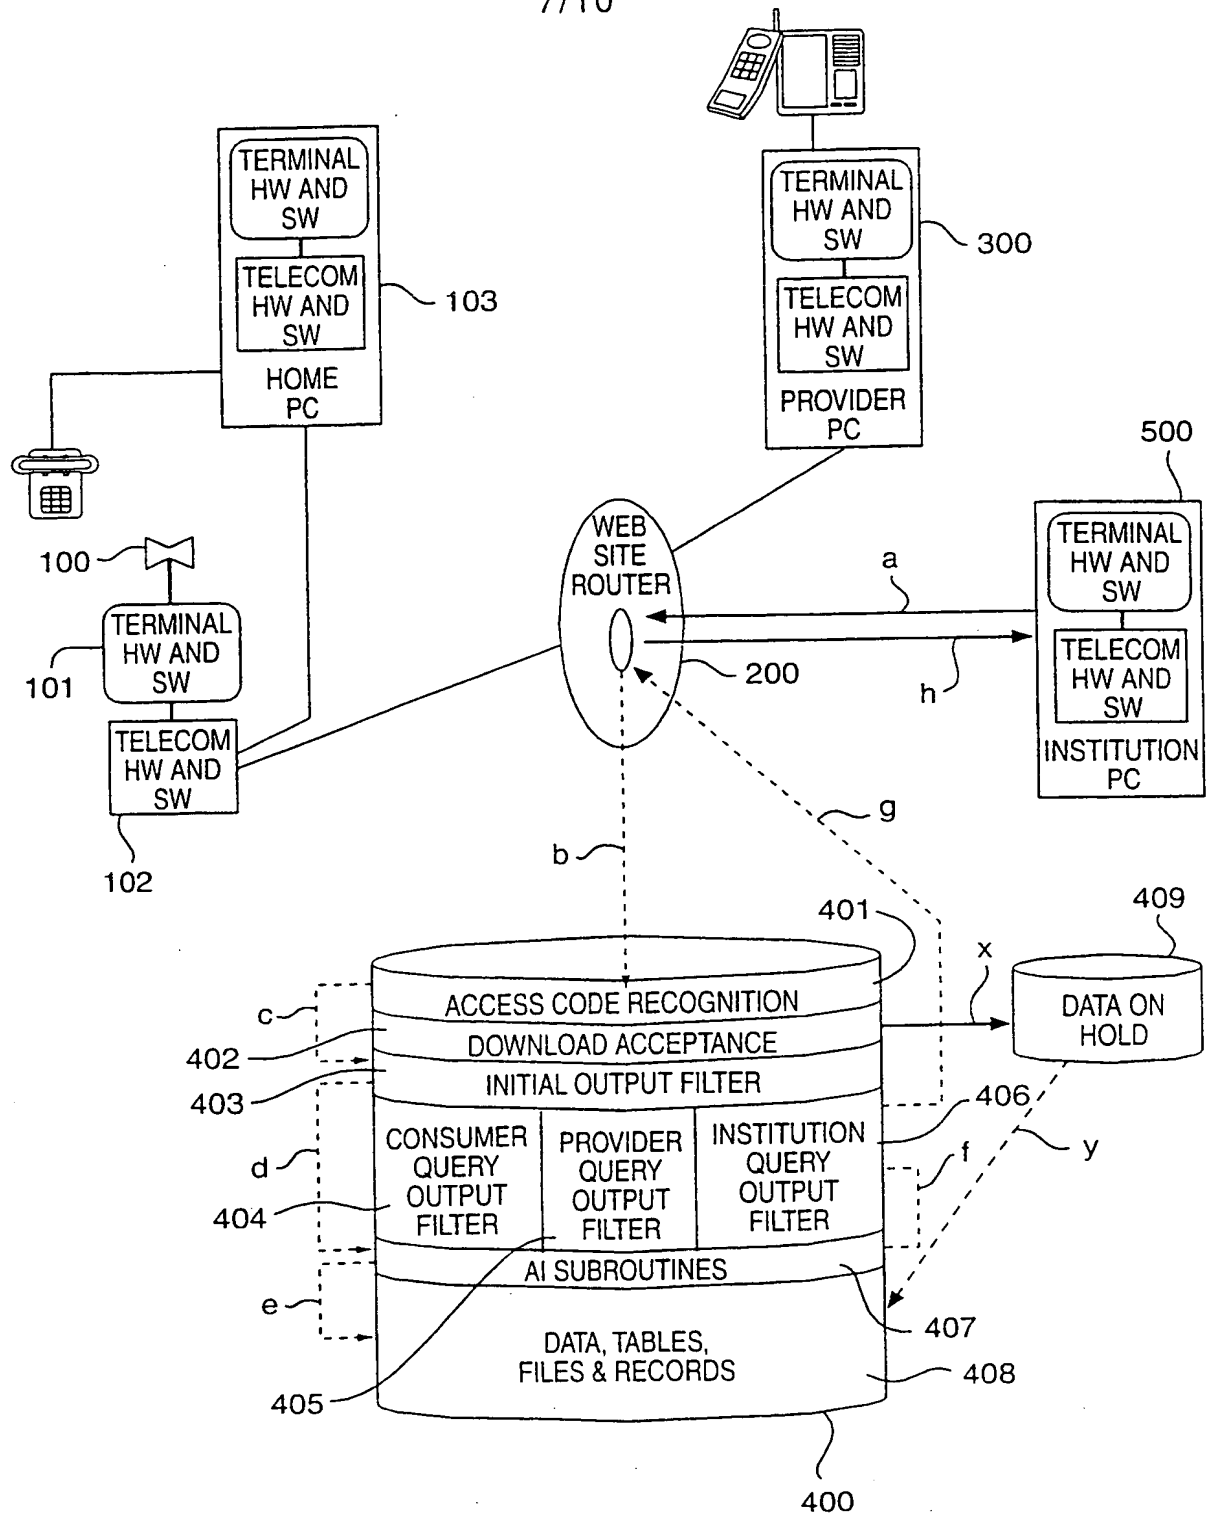 7/10
TERMINAL
HW AND
SW
TELECOM
HW AND
SW
HOME
PC
103
TERMINAL
HW AND
SW
TELECOM
HW AND
SW
PROVIDER
PC
300
500
TERMINAL
HW AND
SW
TELECOM
HW AND
SW
INSTITUTION
PC
100
TERMINAL
HW AND
SW
101
TELECOM
HW AND
SW
102
WEB
SITE
ROUTER
200
a
h
g
b
401
409
x
DATA ON
HOLD
y
c
ACCESS CODE RECOGNITION
402
DOWNLOAD ACCEPTANCE
403
INITIAL OUTPUT FILTER
406
d
CONSUMER
QUERY
OUTPUT
FILTER
404
PROVIDER
QUERY
OUTPUT
FILTER
INSTITUTION
QUERY
OUTPUT
FILTER
f
AI SUBROUTINES
e
407
DATA, TABLES,
FILES & RECORDS
408
405
400